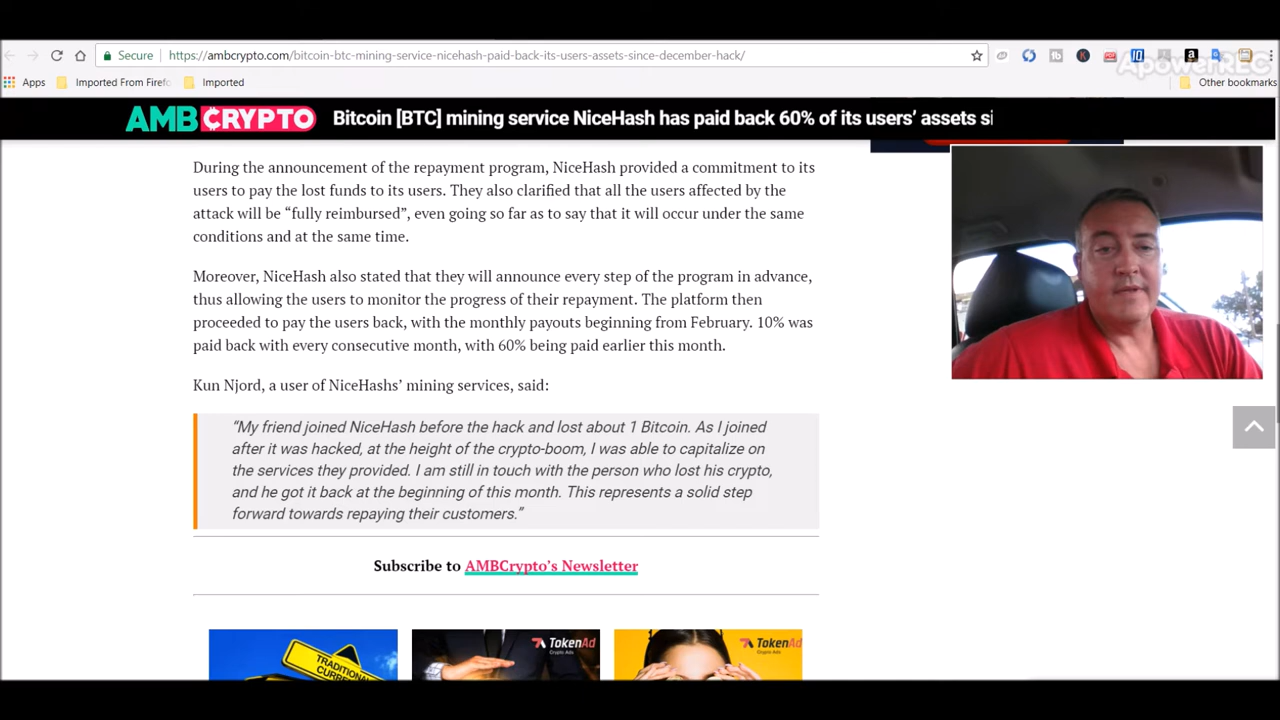 Secure
https://ambcrypto.com/bitcoin-btc-mining-service-nicehash-paid-back-its-users-assets-since-december-hack/
ApowerREC
Apps
Imported From Firef
Imported
Other bookmarks
AMBCRYPTO
Bitcoin [BTC] mining service NiceHash has paid back 60% of its users’ assets si
During the announcement of the repayment program, NiceHash provided a commitment to its
users to pay the lost funds to its users. They also clarified that all the users affected by the
attack will be “fully reimbursed”, even going so far as to say that it will occur under the same
conditions and at the same time.
Moreover, NiceHash also stated that they will announce every step of the program in advance,
thus allowing the users to monitor the progress of their repayment. The platform then
proceeded to pay the users back, with the monthly payouts beginning from February. 10% was
paid back with every consecutive month, with 60% being paid earlier this month.
Kun Njord, a user of NiceHashs’ mining services, said:
“My friend joined NiceHash before the hack and lost about 1 Bitcoin. As I joined
after it was hacked, at the height of the crypto-boom, I was able to capitalize on
the services they provided. I am still in touch with the person who lost his crypto,
and he got it back at the beginning of this month. This represents a solid step
forward towards repaying their customers.”
Subscribe to AMBCrypto’s Newsletter
TRADITIONAL
CURRE
TokenAd
Crypto Ads
TokenAd
Crypto Ads